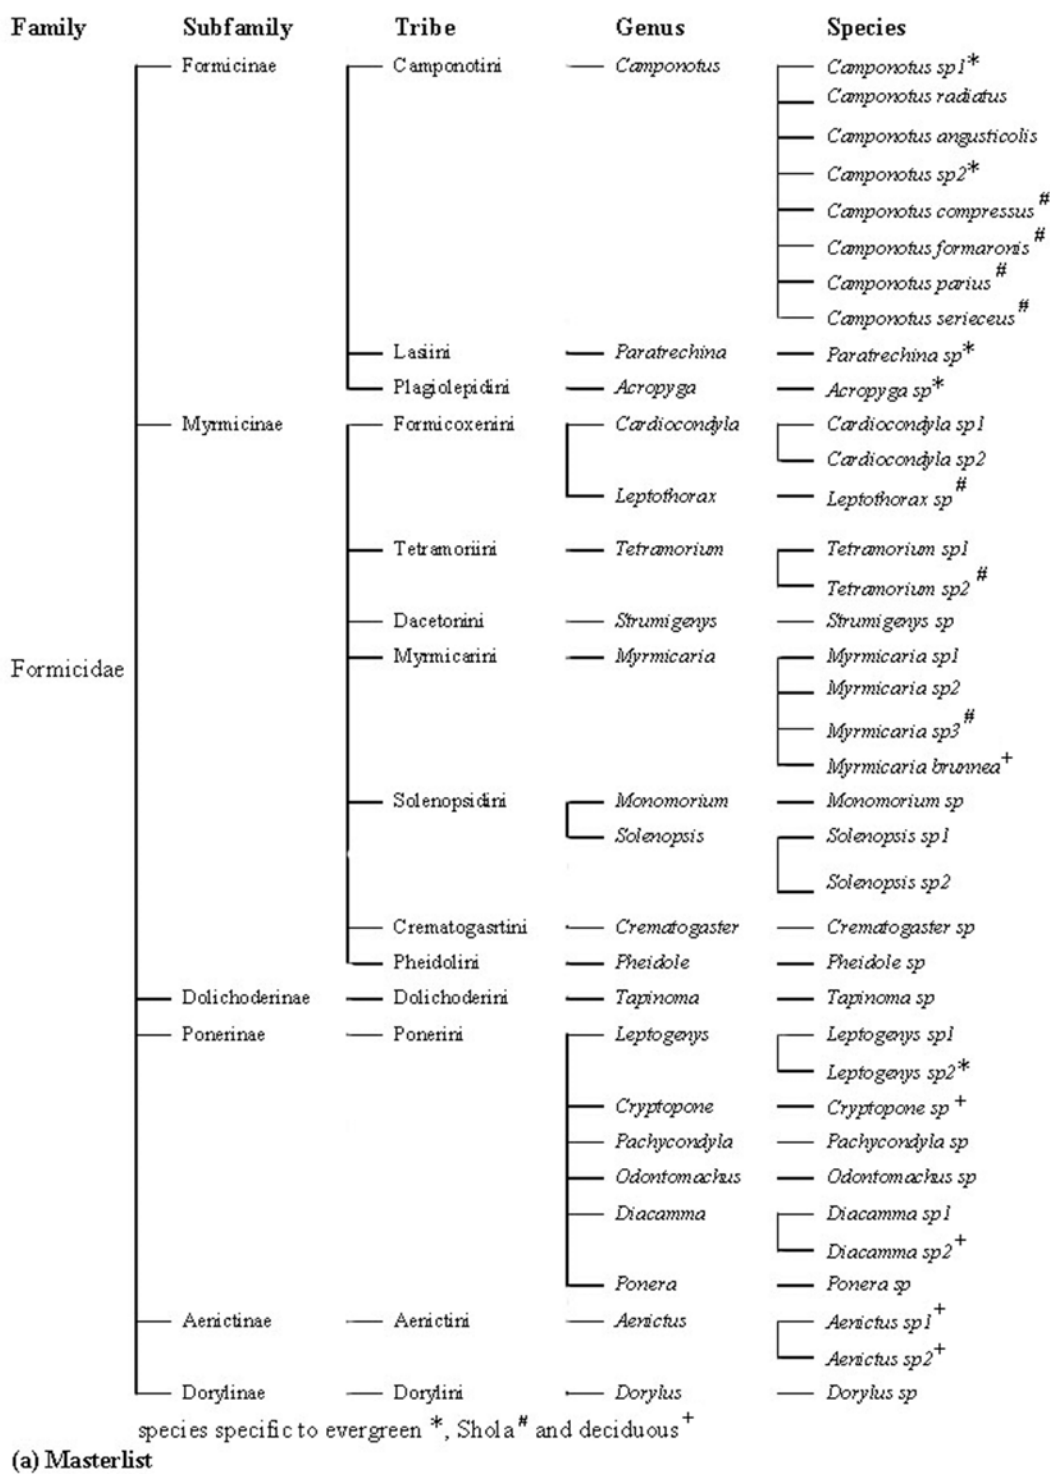 Family Subfamily Tribe Genus Species
Formicinae Camponotini Camponotus Camponotus sp1*
Camponotus radiatus
Camponotus angusticolis
Camponotus sp2*
Camponotus compressus#
Camponotus formaronis#
Camponotus parius#
Camponotus serieceus#
Lasiini Paratrechina Paratrechina sp*
Plagiolepidini Acropyga Acropyga sp*
Myrmicinae Formicoxenini Cardiocondyla Cardiocondyla sp1
Cardiocondyla sp2
Leptothorax Leptothorax sp#
Tetramoriini Tetramorium Tetramorium sp1
Tetramorium sp2#
Dacetonini Strumigenys Strumigenys sp
Formicidae Myrmicarini Myrmicaria Myrmicaria sp1
Myrmicaria sp2
Myrmicaria sp3#
Myrmicaria brunnea+
Solenopsidini Monomorium Monomorium sp
Solenopsis Solenopsis sp1
Solenopsis sp2
Crematogasrtini Crematogaster Crematogaster sp
Pheidolini Pheidole Pheidole sp
Dolichoderinae Dolichoderini Tapinoma Tapinoma sp
Ponerinae Ponerini Leptogenys Leptogenys sp1
Leptogenys sp2*
Cryptopone Cryptopone sp+
Pachycondyla Pachycondyla sp
Odontomachus Odontomachus sp
Diacamma Diacamma sp1
Diacamma sp2+
Ponera Ponera sp
Aenictinae Aenictini Aenictus Aenictus sp1+
Aenictus sp2+
Dorylinae Dorylini Dorylus Dorylus sp
species specific to evergreen *, Shola# and deciduous+
(a) Masterlist